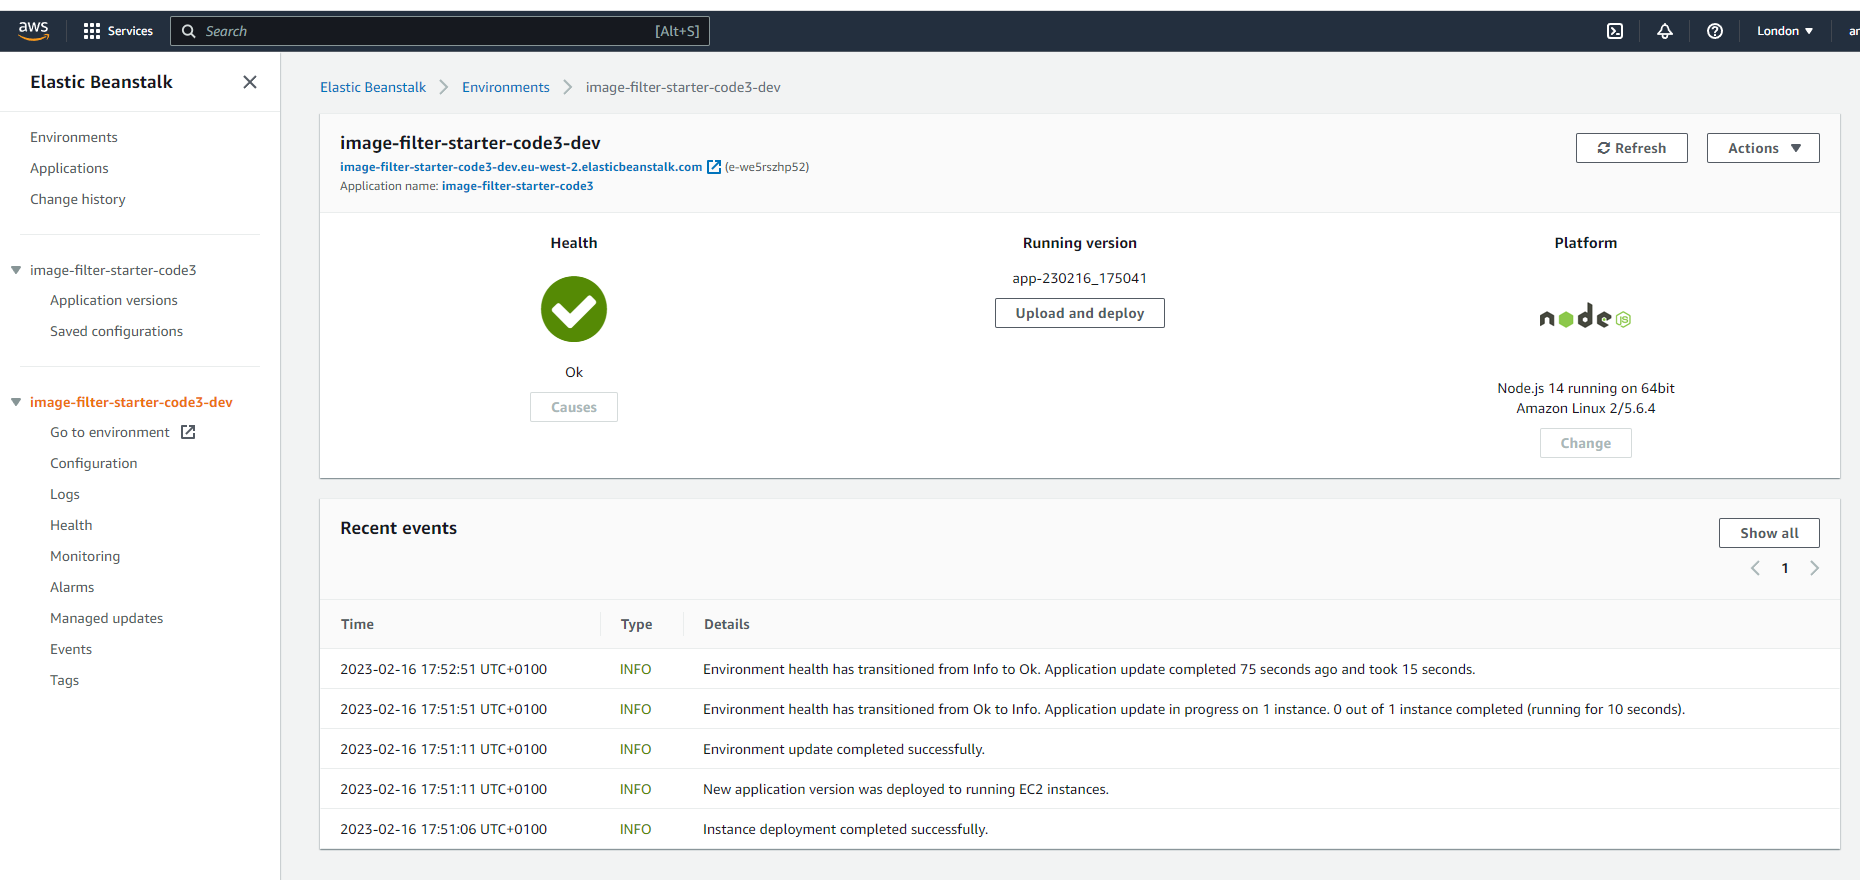 aws
Services
Search
[Alt+S]
London
Elastic Beanstalk
Environments
Applications
Change history
image-filter-starter-code3
Application versions
Saved configurations
image-filter-starter-code3-dev
Go to environment
Configuration
Logs
Health
Monitoring
Alarms
Managed updates
Events
Tags
Elastic Beanstalk
Environments
image-filter-starter-code3-dev
image-filter-starter-code3-dev
image-filter-starter-code3-dev.eu-west-2.elasticbeanstalk.com (e-we5rszhp52)
Application name: image-filter-starter-code3
Refresh
Actions
Health
Ok
Causes
Running version
app-230216_175041
Upload and deploy
Platform
node JS
Node.js 14 running on 64bit
Amazon Linux 2/5.6.4
Change
Recent events
Show all
1
Time Type Details
2023-02-16 17:52:51 UTC+0100 INFO Environment health has transitioned from Info to Ok. Application update completed 75 seconds ago and took 15 seconds.
2023-02-16 17:51:51 UTC+0100 INFO Environment health has transitioned from Ok to Info. Application update in progress on 1 instance. 0 out of 1 instance completed (running for 10 seconds).
2023-02-16 17:51:11 UTC+0100 INFO Environment update completed successfully.
2023-02-16 17:51:11 UTC+0100 INFO New application version was deployed to running EC2 instances.
2023-02-16 17:51:06 UTC+0100 INFO Instance deployment completed successfully.